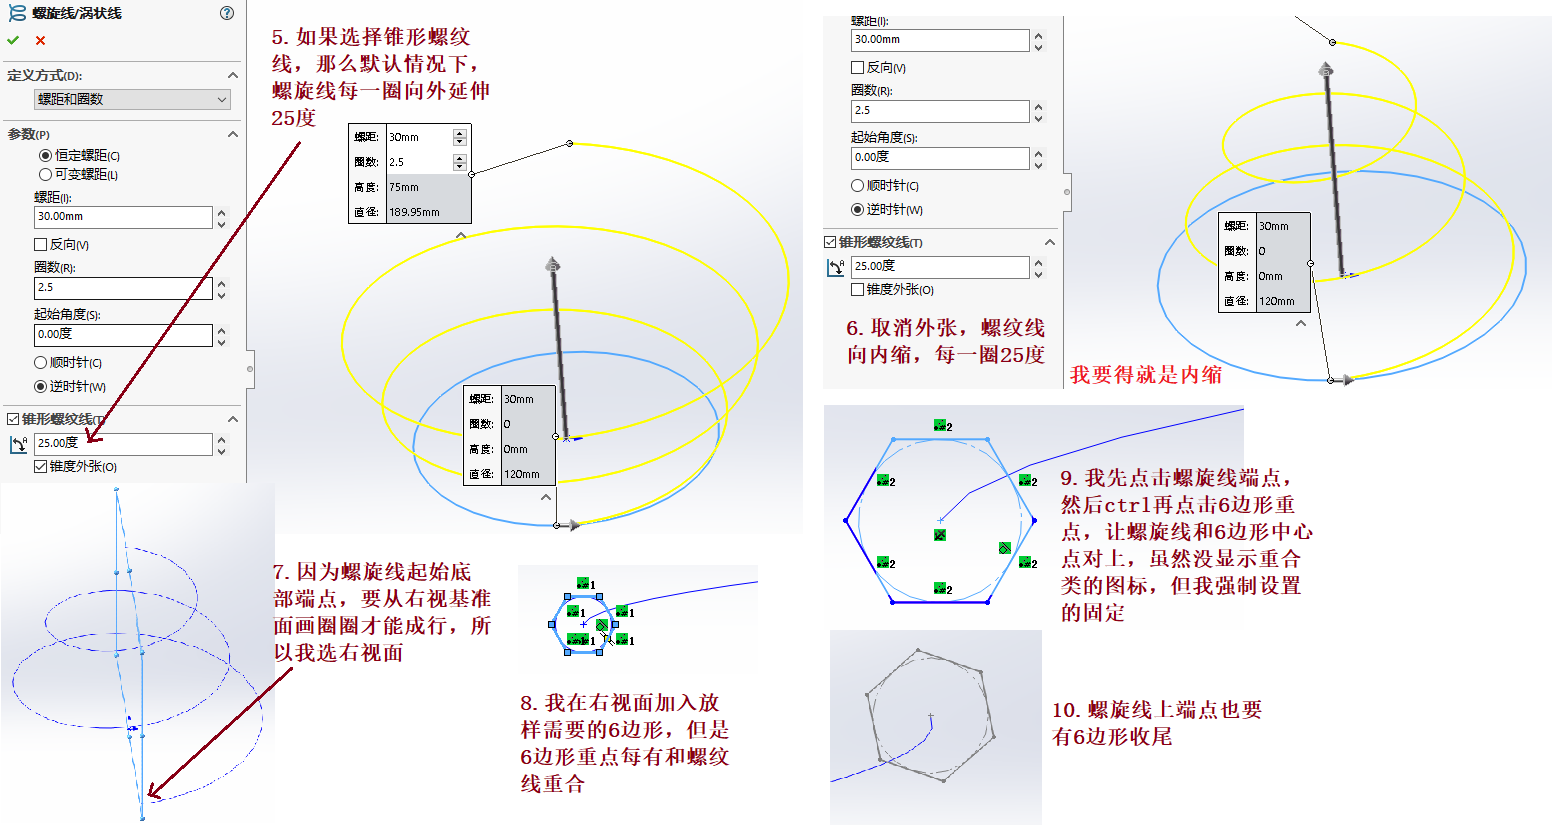 螺旋线/涡状线
定义方式(D):
螺距和圈数
参数(P)
恒定螺距(C)
可变螺距(L)
螺距(I):
30.00mm
反向(V)
圈数(R):
2.5
起始角度(S):
0.00度
顺时针(C)
逆时针(W)
锥形螺纹线(T)
25.00度
锥度外张(O)
5.如果选择锥形螺纹
线，那么默认情况下，
螺旋线每一圈向外延伸
25度
螺距: 30mm
圈数: 2.5
高度: 75mm
直径: 189.95mm
螺距: 30mm
圈数: 0
高度: 0mm
直径: 120mm
螺距(I):
30.00mm
反向(V)
圈数(R):
2.5
起始角度(S):
0.00度
顺时针(C)
逆时针(W)
锥形螺纹线(T)
25.00度
锥度外张(O)
螺距: 30mm
圈数: 0
高度: 0mm
直径: 120mm
6.取消外张，螺纹线
向内缩，每一圈25度
我要得就是内缩
7.因为螺旋线起始底
部端点，要从右视基准
面画圈圈才能成行，所
以我选右视面
1
1
1
1
1
1
8.我在右视面加入放
样需要的6边形，但是
6边形重点每有和螺纹
线重合
2
2
2
2
2
2
9.我先点击螺旋线端点，
然后ctrl再点击6边形重
点，让螺旋线和6边形中心
点对上，虽然没显示重合
类的图标，但我强制设置
的固定
10.螺旋线上端点也要
有6边形收尾